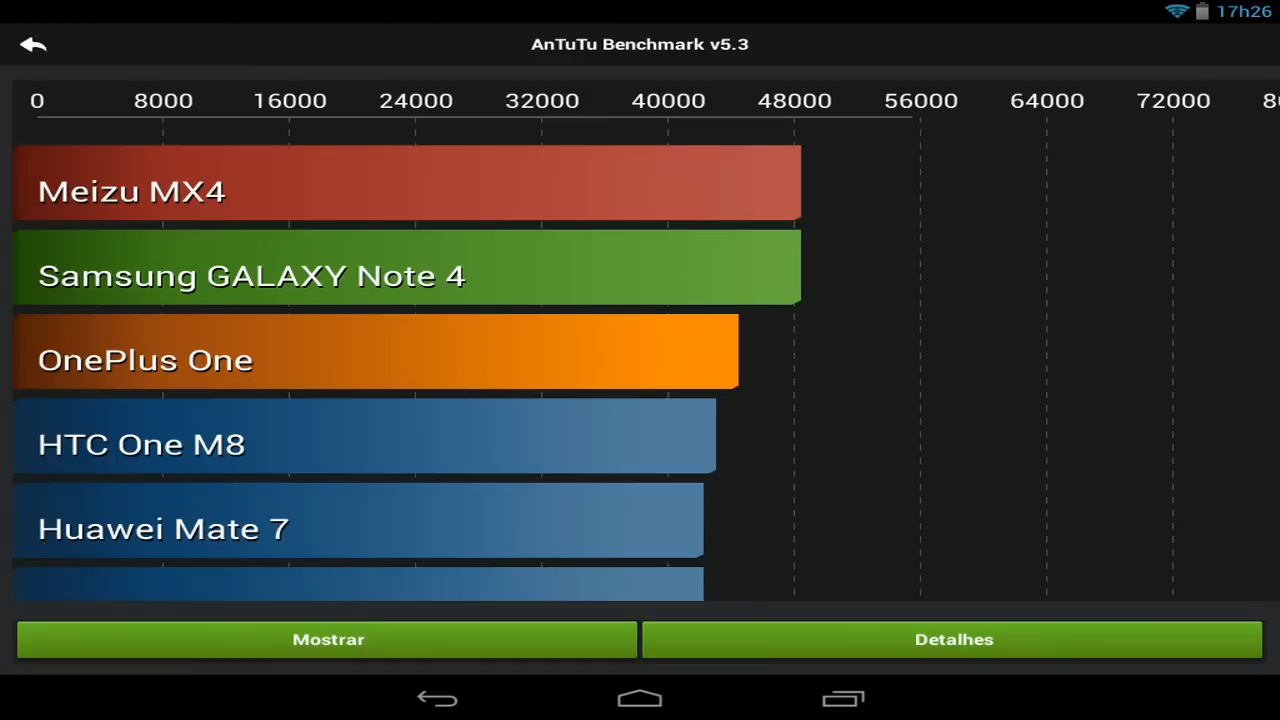 17h26
AnTuTu Benchmark v5.3
0 8000 16000 24000 32000 40000 48000 56000 64000 72000
Meizu MX4
Samsung GALAXY Note 4
OnePlus One
HTC One M8
Huawei Mate 7
Mostrar Detalhes